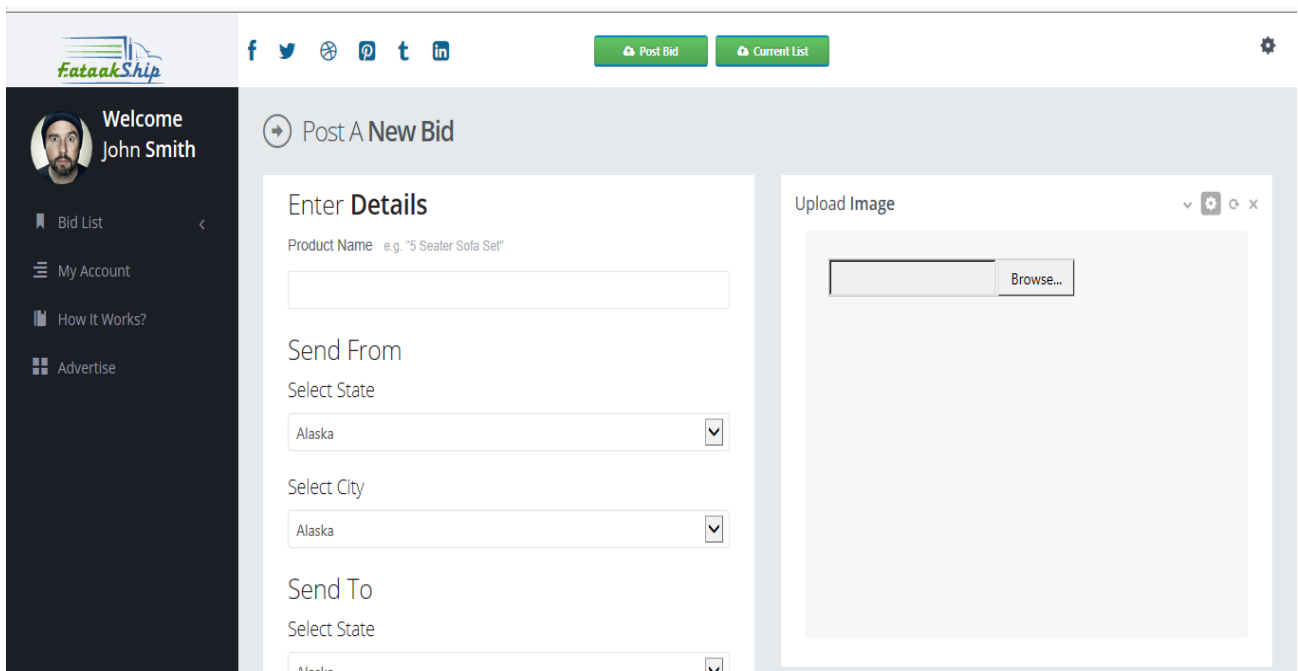 FataakShip
f t in
Post Bid
Current List
Welcome
John Smith
Bid List
My Account
How It Works?
Advertise
Post A New Bid
Enter Details
Product Name e.g. "5 Seater Sofa Set"
Send From
Select State
Alaska
Select City
Alaska
Send To
Select State
Alaska
Upload Image
Browse...